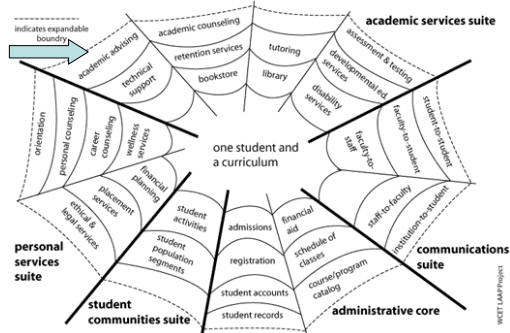 indicates expandable
boundry
academic services suite
academic advising
academic counseling
technical
support
retention services
bookstore
tutoring
library
assessment & testing
developmental ed.
services
disability
services
orientation
personal counseling
career
counseling
wellness
services
one student and
a curriculum
faculty-to-
staff
faculty-to-student
student-to-student
financial
planning
placement
services
ethical &
legal services
staff-to-faculty
institution-to-student
personal
services
suite
student
activities
student
population
segments
student
communities suite
admissions
registration
student accounts
student records
financial
aid
schedule of
classes
course/program
catalog
communications
suite
administrative core
WCET LAAPProject